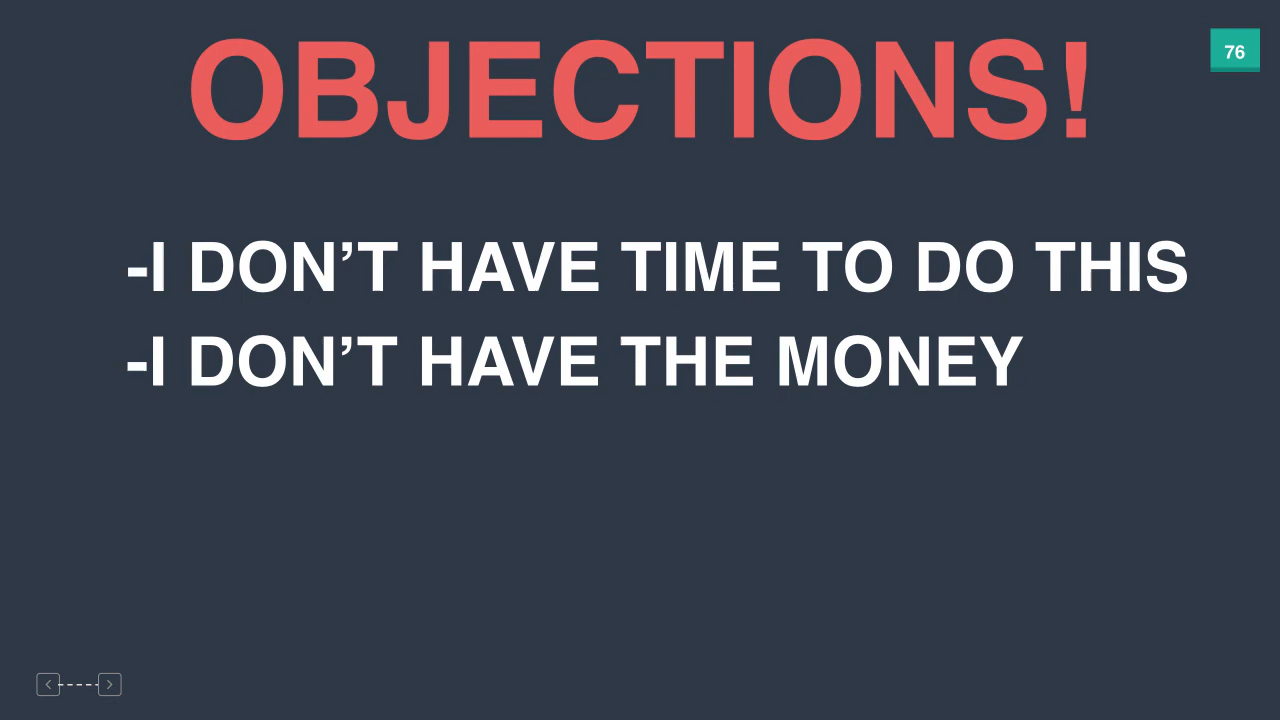 OBJECTIONS!
76
-I DON’T HAVE TIME TO DO THIS
-I DON’T HAVE THE MONEY